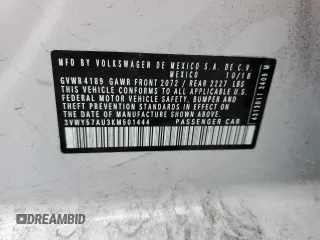 MFD BY VOLKSWAGEN DE MEXICO S.A. DE C.V.
MEXICO 10/18
GVWR 4189 GAWR FRONT 2072 / REAR 2227 LBS
THIS VEHICLE CONFORMS TO ALL APPLICABLE
FEDERAL MOTOR VEHICLE SAFETY, BUMPER AND
THEFT PREVENTION STANDARDS IN EFFECT ON
THE DATE OF MANUFACTURE SHOWN ABOVE
3VWY57AU3KM501444 PASSENGER CAR
4313011 3409 M
DREAMBID